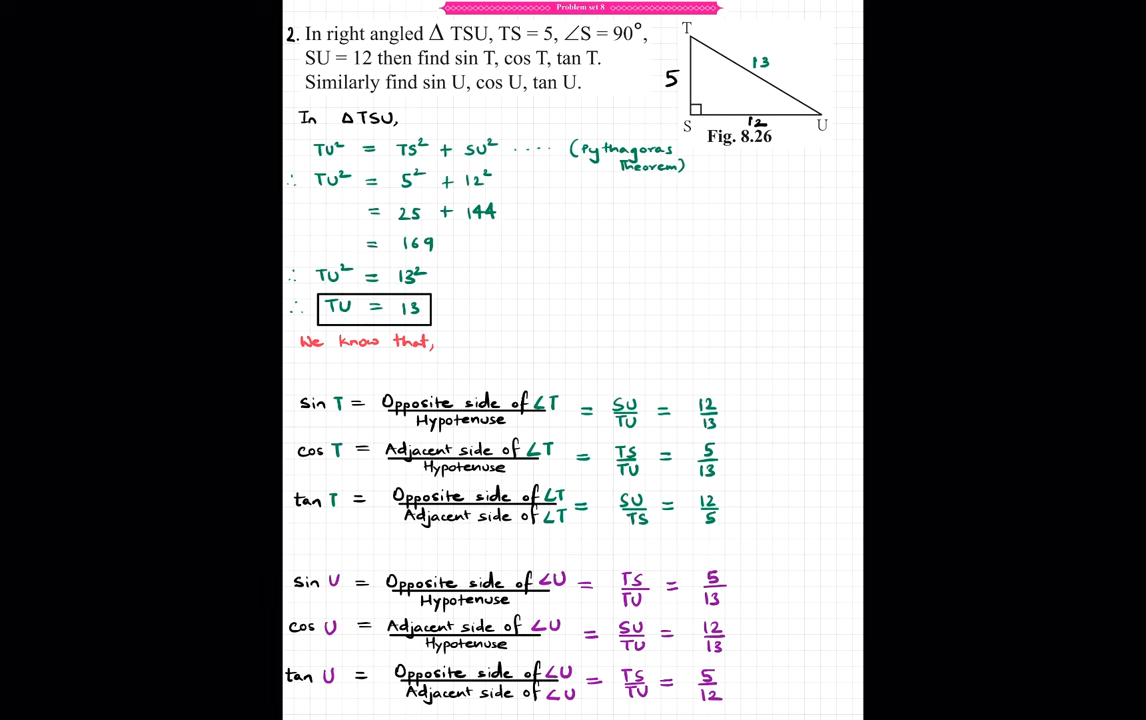 Problem set 8
2. In right angled Δ TSU, TS = 5, ∠S = 90°,
SU = 12 then find sin T, cos T, tan T.
Similarly find sin U, cos U, tan U.
T
13
5
S
12
U
Fig. 8.26
In ΔTSU,
TU² = TS² + SU² .... (Pythagoras Theorem)
∴ TU² = 5² + 12²
= 25 + 144
= 169
∴ TU² = 13²
∴ TU = 13
We know that,
sin T = Opposite side of ∠T / Hypotenuse = SU/TU = 12/13
cos T = Adjacent side of ∠T / Hypotenuse = TS/TU = 5/13
tan T = Opposite side of ∠T / Adjacent side of ∠T = SU/TS = 12/5
sin U = Opposite side of ∠U / Hypotenuse = TS/TU = 5/13
cos U = Adjacent side of ∠U / Hypotenuse = SU/TU = 12/13
tan U = Opposite side of ∠U / Adjacent side of ∠U = TS/TU = 5/12